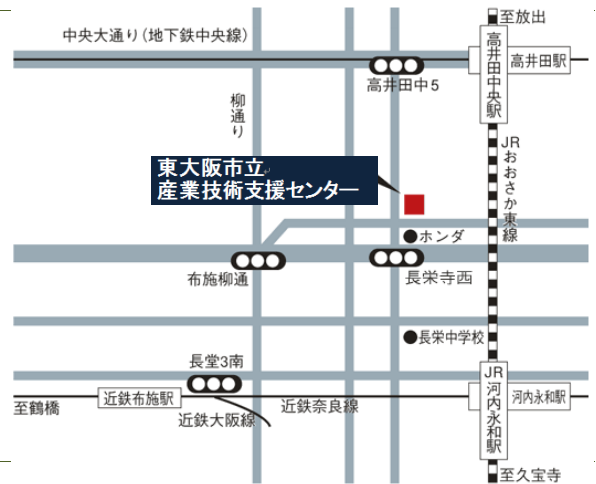 至放出
中央大通り(地下鉄中央線)
高井田中央駅
高井田駅
高井田中5
柳通り
JRおおさか東線
東大阪市立
産業技術支援センター
ホンダ
布施柳通
長栄寺西
長栄中学校
長堂3南
JR河内永和駅
近鉄布施駅
河内永和駅
至鶴橋
近鉄奈良線
近鉄大阪線
至久宝寺